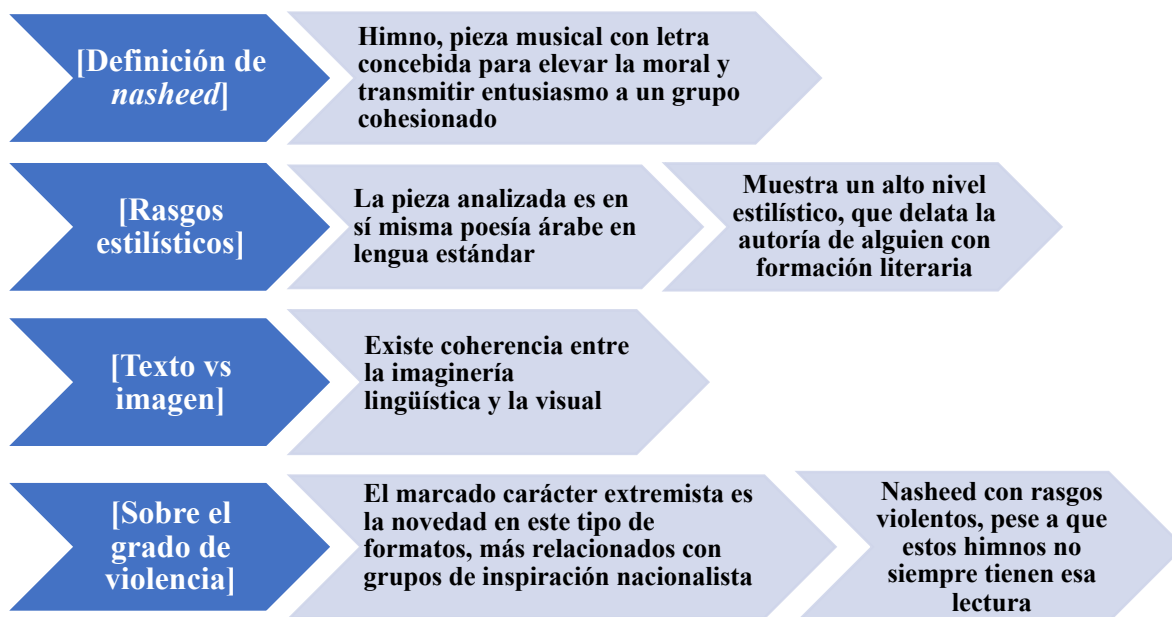 [Definición de
nasheed]
Himno, pieza musical con letra
concebida para elevar la moral y
transmitir entusiasmo a un grupo
cohesionado
[Rasgos
estilísticos]
La pieza analizada es en
sí misma poesía árabe en
lengua estándar
Muestra un alto nivel
estilístico, que delata la
autoría de alguien con
formación literaria
[Texto vs
imagen]
Existe coherencia entre
la imaginería
lingüística y la visual
[Sobre el
grado de
violencia]
El marcado carácter extremista es
la novedad en este tipo de
formatos, más relacionados con
grupos de inspiración nacionalista
Nasheed con rasgos
violentos, pese a que
estos himnos no
siempre tienen esa
lectura